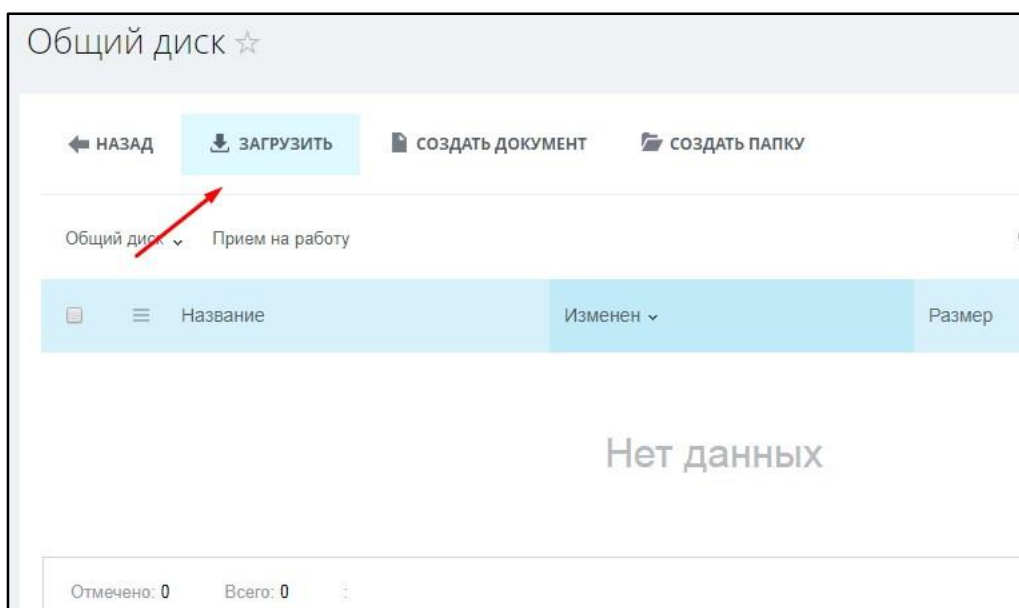 Общий диск
НАЗАД ЗАГРУЗИТЬ СОЗДАТЬ ДОКУМЕНТ СОЗДАТЬ ПАПКУ
Общий диск Прием на работу
Название Изменен Размер
Нет данных
Отмечено: 0 Всего: 0 :